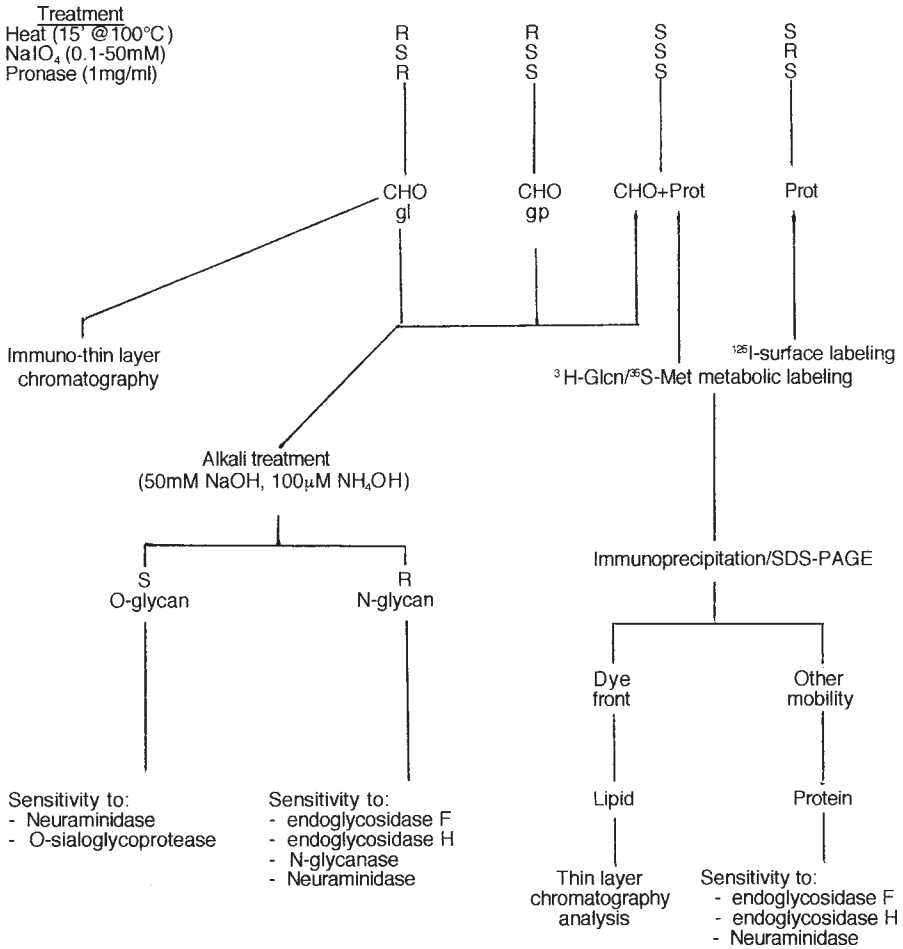 Treatment
Heat (15' @100°C) R R S S
NaIO₄ (0.1-50mM) S S S R
Pronase (1mg/ml) R S S S
CHO CHO CHO+Prot Prot
gl gp
Immuno-thin layer
chromatography
¹²⁵I-surface labeling
³H-Glcn/³⁵S-Met metabolic labeling
Alkali treatment
(50mM NaOH, 100μM NH₄OH)
Immunoprecipitation/SDS-PAGE
S R
O-glycan N-glycan
Dye Other
front mobility
Lipid Protein
Sensitivity to:
- Neuraminidase
- O-sialoglycoprotease
Sensitivity to:
- endoglycosidase F
- endoglycosidase H
- N-glycanase
- Neuraminidase
Thin layer
chromatography
analysis
Sensitivity to:
- endoglycosidase F
- endoglycosidase H
- Neuraminidase